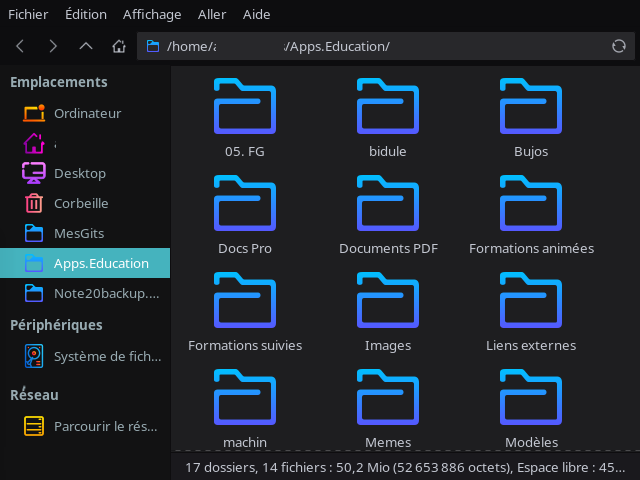 Fichier Édition Affichage Aller Aide
/home/a /Apps.Education/
Emplacements
Ordinateur
Desktop
Corbeille
MesGits
Apps.Education
Note20backup....
Périphériques
Système de fich...
Réseau
Parcourir le rés...
05. FG bidule Bujos
Docs Pro Documents PDF Formations animées
Formations suivies Images Liens externes
machin Memes Modèles
17 dossiers, 14 fichiers : 50,2 Mio (52 653 886 octets), Espace libre : 45...